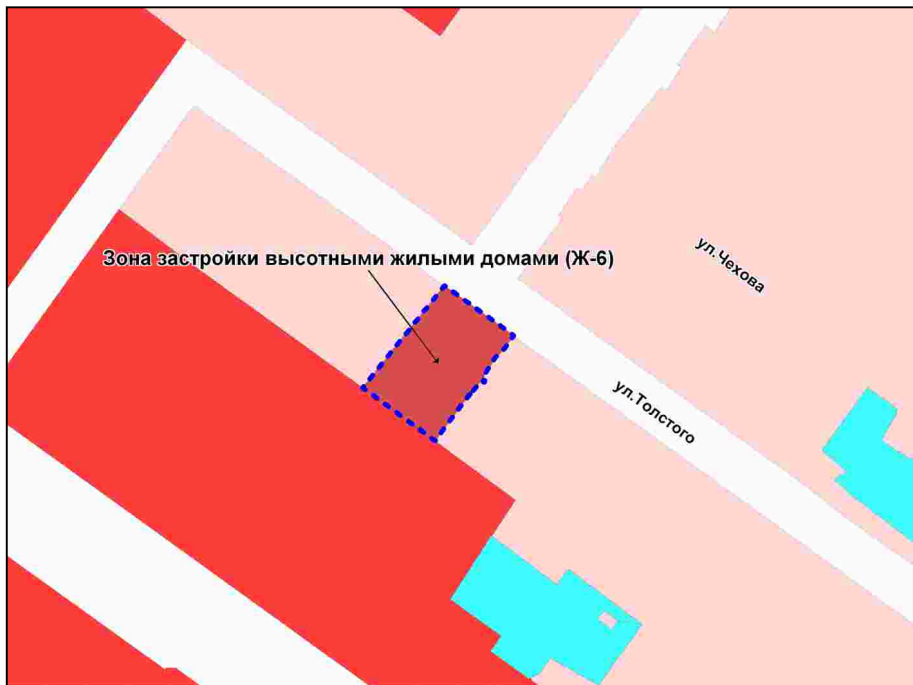 ул.Чехова
Зона застройки высотными жилыми домами (Ж-6)
ул.Толстого